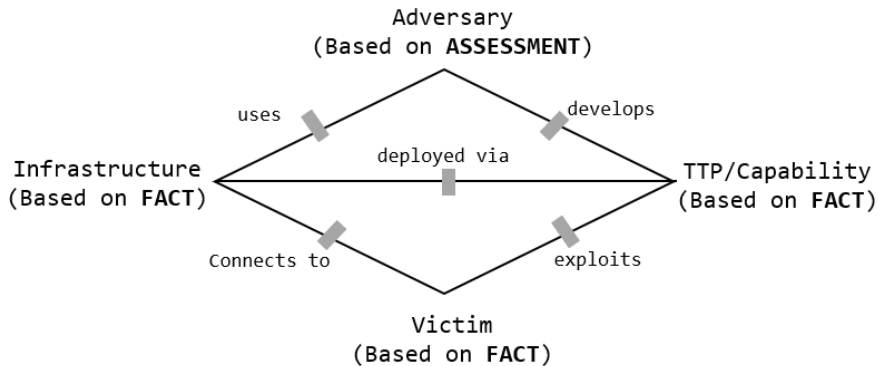 Adversary
(Based on ASSESSMENT)
uses
develops
deployed via
Infrastructure
(Based on FACT)
TTP/Capability
(Based on FACT)
Connects to
exploits
Victim
(Based on FACT)